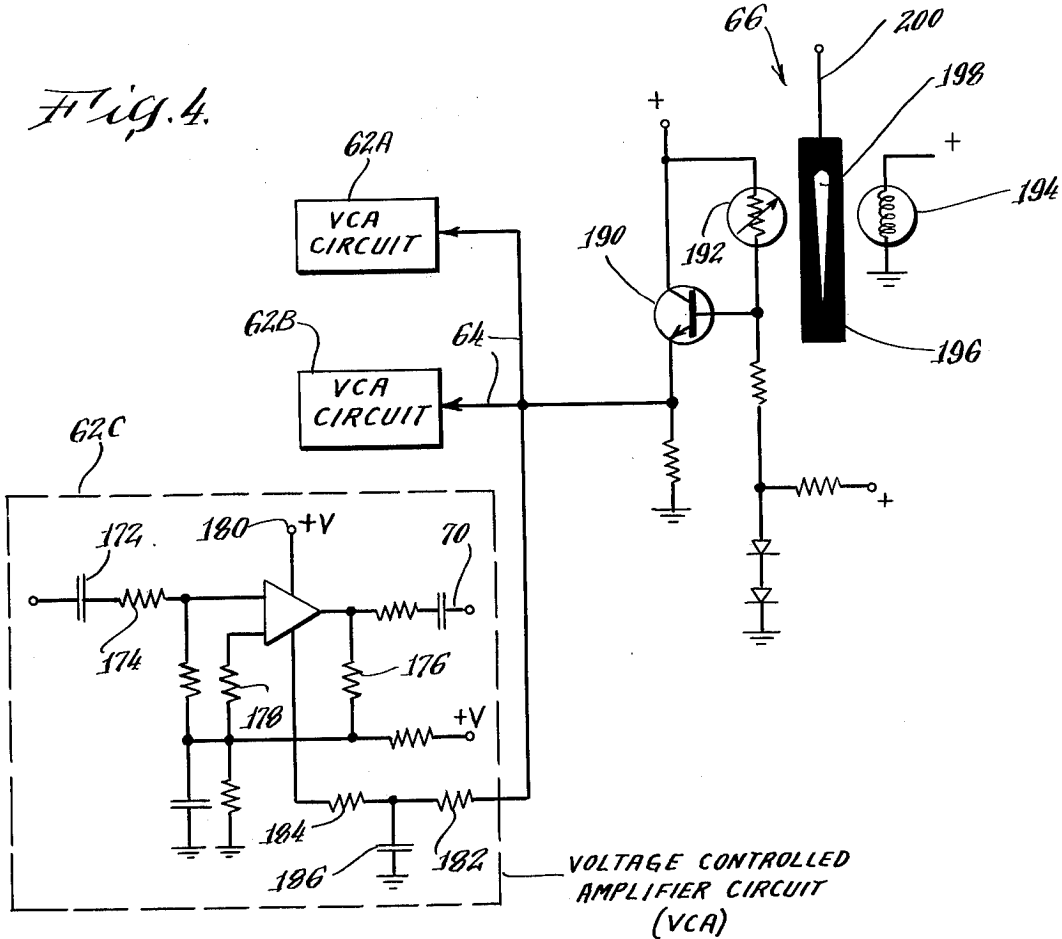 66
200
198
+
+
Fig. 4.
62A
VCA
CIRCUIT
194
192
190
62B
64
196
VCA
CIRCUIT
62C
+
180
+V
172
70
174
176
178
+V
184
182
186
VOLTAGE CONTROLLED
AMPLIFIER CIRCUIT
(VCA)